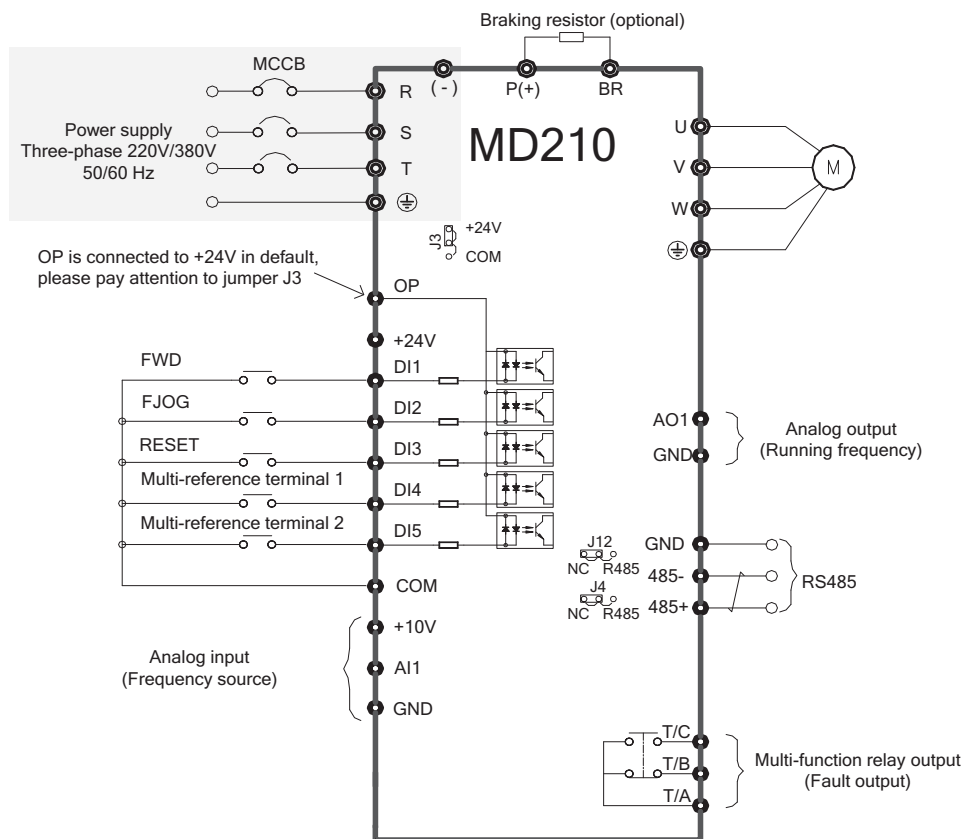 Braking resistor (optional)
MCCB
R
( - )
P(+)
BR
Power supply
Three-phase 220V/380V
50/60 Hz
S
T
MD210
U
V
W
M
J3
+24V
COM
OP is connected to +24V in default,
please pay attention to jumper J3
OP
+24V
FWD
DI1
FJOG
DI2
RESET
DI3
Multi-reference terminal 1
DI4
Multi-reference terminal 2
DI5
COM
+10V
Analog input
(Frequency source)
AI1
GND
AO1
GND
Analog output
(Running frequency)
J12
NC R485
J4
NC R485
GND
485-
485+
RS485
T/C
T/B
T/A
Multi-function relay output
(Fault output)